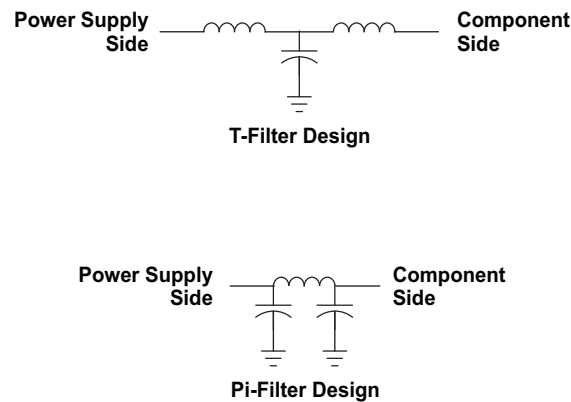 Power Supply
Side
Component
Side
T-Filter Design
Power Supply
Side
Component
Side
Pi-Filter Design